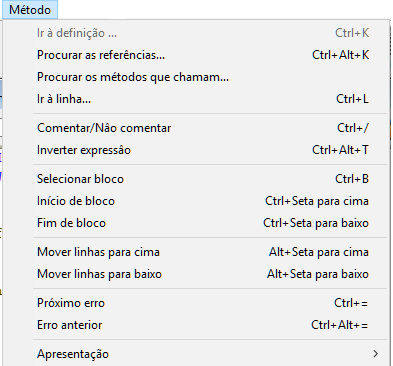 Método
Ir à definição ... Ctrl+K
Procurar as referências... Ctrl+Alt+K
Procurar os métodos que chamam...
Ir à linha... Ctrl+L
Comentar/Nâo comentar Ctrl+/
Inverter expressâo Ctrl+Alt+T
Selecionar bloco Ctrl+B
Início de bloco Ctrl+Seta para cima
Fim de bloco Ctrl+Seta para baixo
Mover linhas para cima Alt+Seta para cima
Mover linhas para baixo Alt+Seta para baixo
Próximo erro Ctrl+=
Erro anterior Ctrl+Alt+=
Apresentação